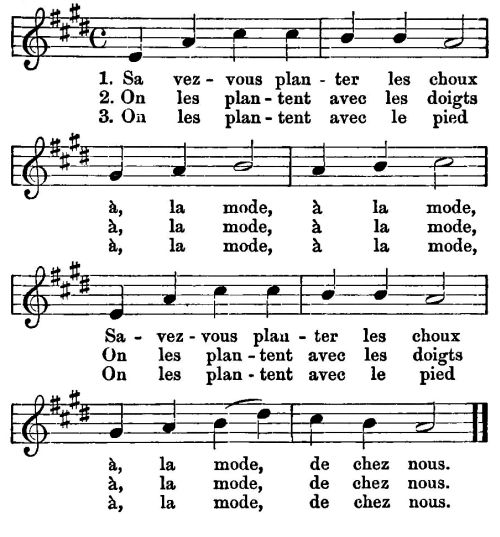 1. Sa vez - vous plan - ter les choux
2. On les plan - tent avec les doigts
3. On les plan - tent avec le pied
à, la mode, à la mode,
à, la mode, à la mode,
à, la mode, à la mode,
Sa - vez - vous plan - ter les choux
On les plan - tent avec les doigts
On les plan - tent avec le pied
à, la mode, de chez nous.
à, la mode, de chez nous.
à, la mode, de chez nous.